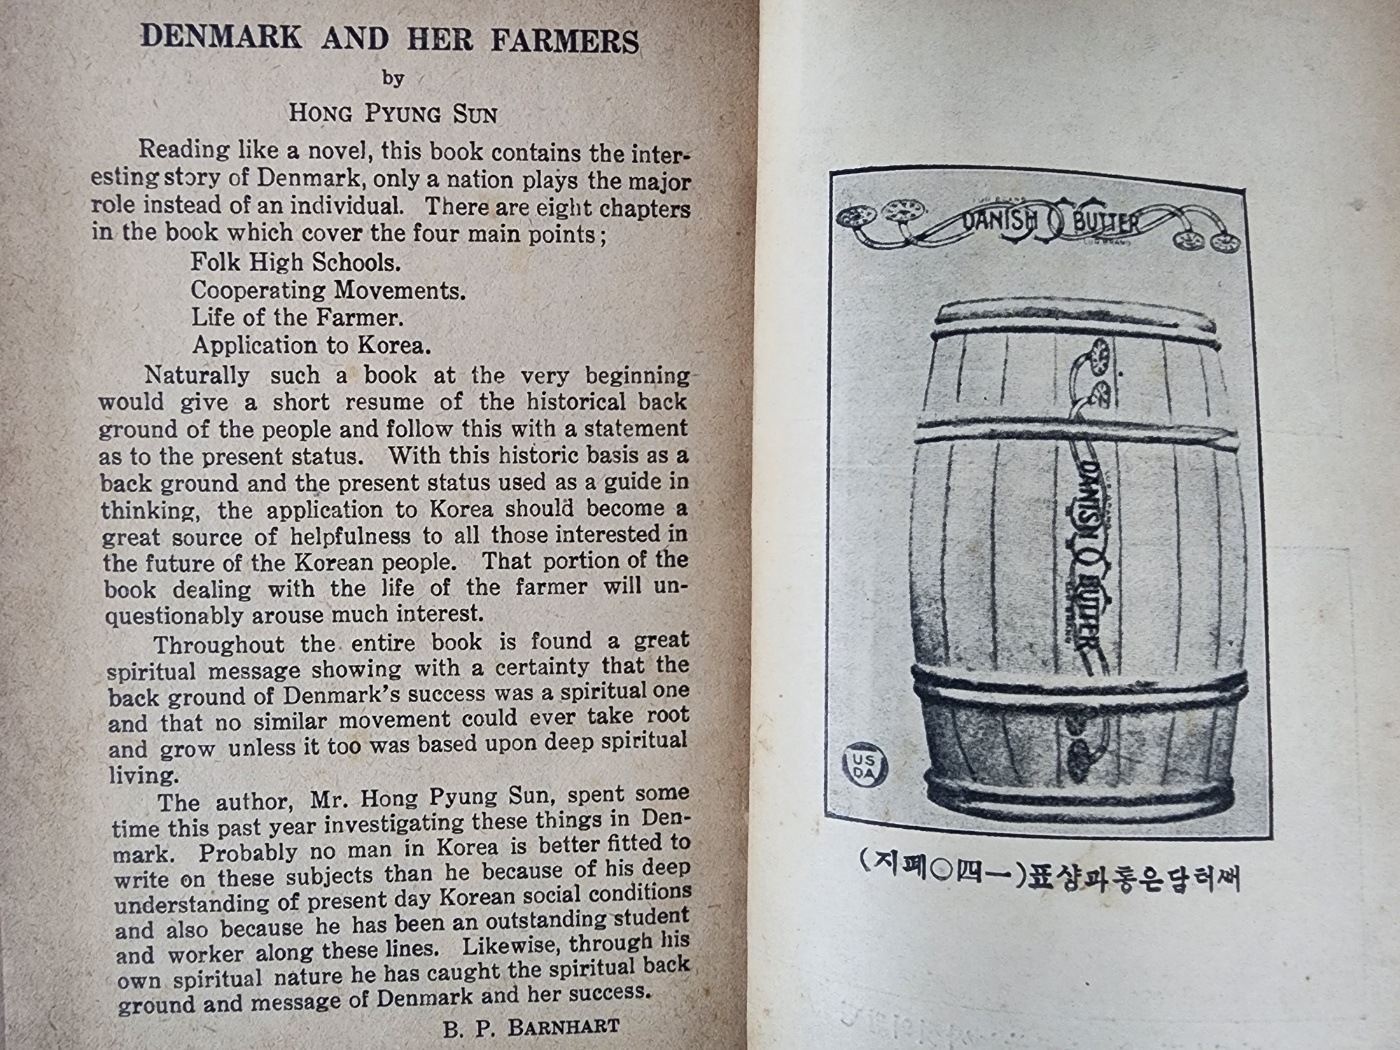 DENMARK AND HER FARMERS
by
HONG PYUNG SUN
Reading like a novel, this book contains the inter-
esting story of Denmark, only a nation plays the major
role instead of an individual. There are eight chapters
in the book which cover the four main points;
Folk High Schools.
Cooperating Movements.
Life of the Farmer.
Application to Korea.
Naturally such a book at the very beginning
would give a short resume of the historical back
ground of the people and follow this with a statement
as to the present status. With this historic basis as a
back ground and the present status used as a guide in
thinking, the application to Korea should become a
great source of helpfulness to all those interested in
the future of the Korean people. That portion of the
book dealing with the life of the farmer will un-
questionably arouse much interest.
Throughout the entire book is found a great
spiritual message showing with a certainty that the
back ground of Denmark's success was a spiritual one
and that no similar movement could ever take root
and grow unless it too was based upon deep spiritual
living.
The author, Mr. Hong Pyung Sun, spent some
time this past year investigating these things in Den-
mark. Probably no man in Korea is better fitted to
write on these subjects than he because of his deep
understanding of present day Korean social conditions
and also because he has been an outstanding student
and worker along these lines. Likewise, through his
own spiritual nature he has caught the spiritual back
ground and message of Denmark and her success.
B. P. BARNHART
LUR BRAND
DANISH BUTTER
LUR BRAND
DANISH BUTTER
US
DA
(지폐〇四一)표샹과통은담터ᄲᅢ